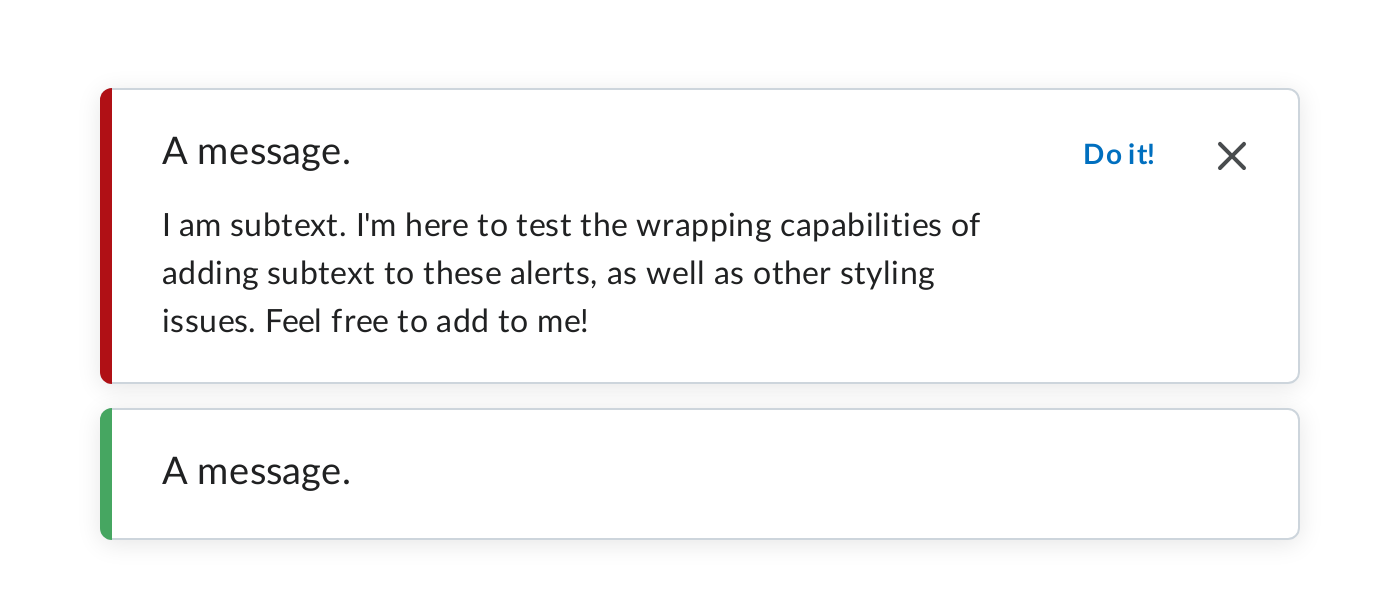 A message.
Do it!
I am subtext. I'm here to test the wrapping capabilities of
adding subtext to these alerts, as well as other styling
issues. Feel free to add to me!
A message.